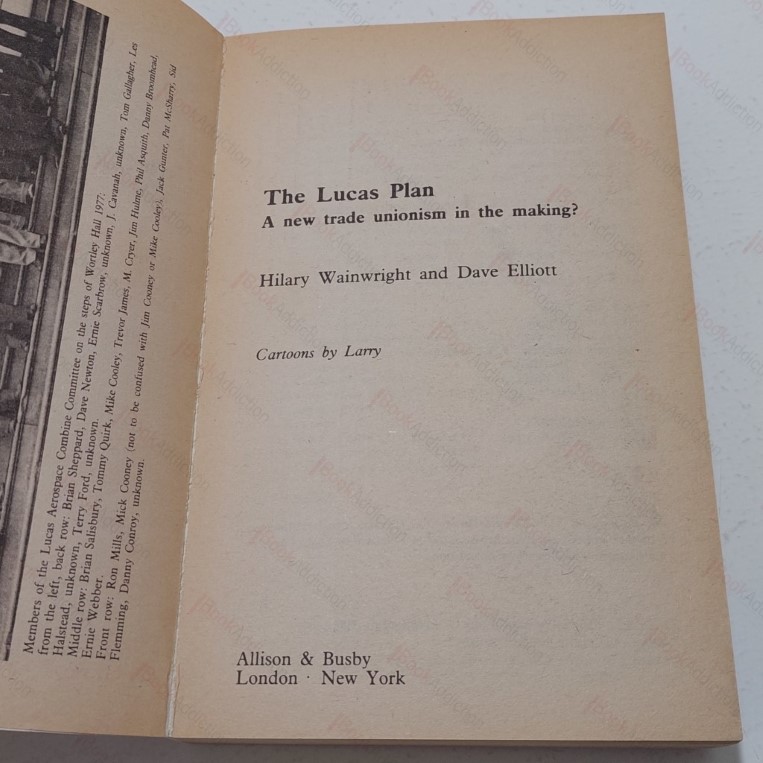 Members of the Lucas Aerospace Combine Committee on the steps of Wortley Hall 1977:
from the left, back row: Brian Sheppard, Dave Newton, Ernie Scarbrow, unknown, J. Cavanah, unknown, Tom Gallagher, Les
Halstead, unknown, Terry Ford, unknown.
Middle row: Brian Salisbury, Tommy Quirk, Mike Cooley, Trevor James, M. Cryer, Jim Hulme, Phil Asquith, Danny Broomhead,
Ernie Webber.
Front row: Ron Mills, Mick Cooney (not to be confused with Jim Cooney or Mike Cooley), Jack Gunter, Pat McSharry, Sid
Flemming, Danny Conroy, unknown.
The Lucas Plan
A new trade unionism in the making?
Hilary Wainwright and Dave Elliott
Cartoons by Larry
Allison & Busby
London · New York
BookAddiction